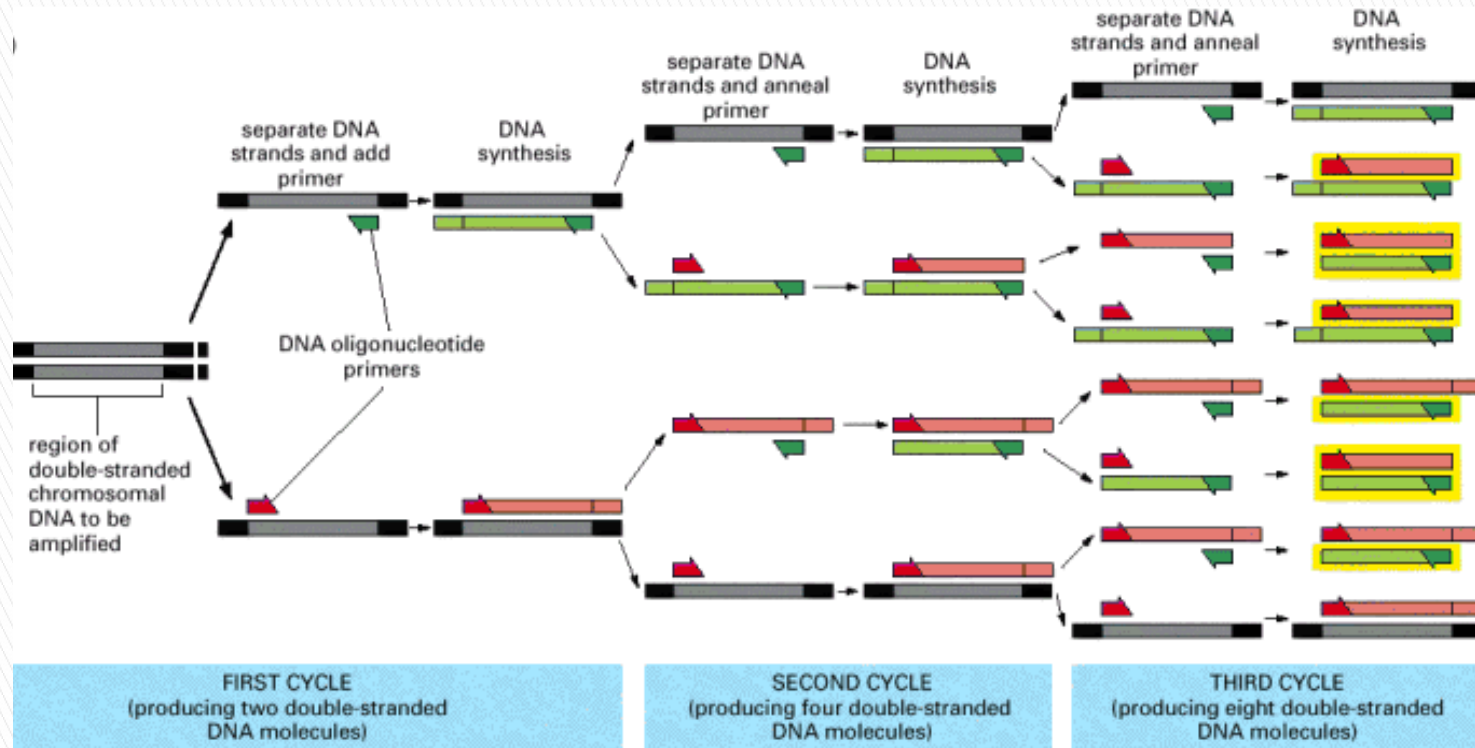 )
separate DNA
strands and add
primer
DNA
synthesis
separate DNA
strands and anneal
primer
DNA
synthesis
separate DNA
strands and anneal
primer
DNA
synthesis
DNA oligonucleotide
primers
region of
double-stranded
chromosomal
DNA to be
amplified
FIRST CYCLE
(producing two double-stranded
DNA molecules)
SECOND CYCLE
(producing four double-stranded
DNA molecules)
THIRD CYCLE
(producing eight double-stranded
DNA molecules)